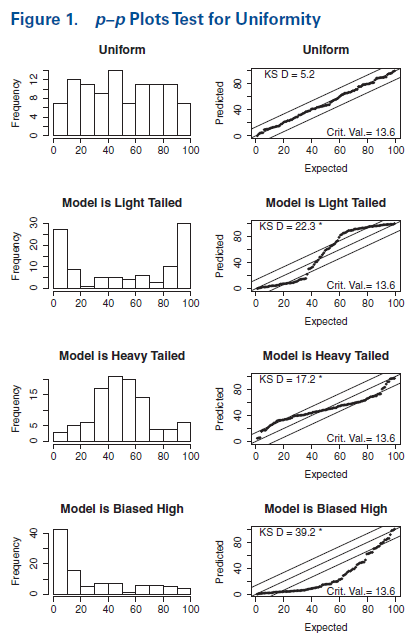 Figure 1. p–p Plots Test for Uniformity
Uniform
Frequency
0 4 8 12
0 20 40 60 80 100
Uniform
KS D = 5.2
Crit. Val.= 13.6
Predicted
0 40 80
0 20 40 60 80 100
Expected
Model is Light Tailed
Frequency
0 10 20 30
0 20 40 60 80 100
Model is Light Tailed
KS D = 22.3 *
Crit. Val.= 13.6
Predicted
0 40 80
0 20 40 60 80 100
Expected
Model is Heavy Tailed
Frequency
0 5 15
0 20 40 60 80 100
Model is Heavy Tailed
KS D = 17.2 *
Crit. Val.= 13.6
Predicted
0 40 80
0 20 40 60 80 100
Expected
Model is Biased High
Frequency
0 20 40
0 20 40 60 80 100
Model is Biased High
KS D = 39.2 *
Crit. Val.= 13.6
Predicted
0 40 80
0 20 40 60 80 100
Expected